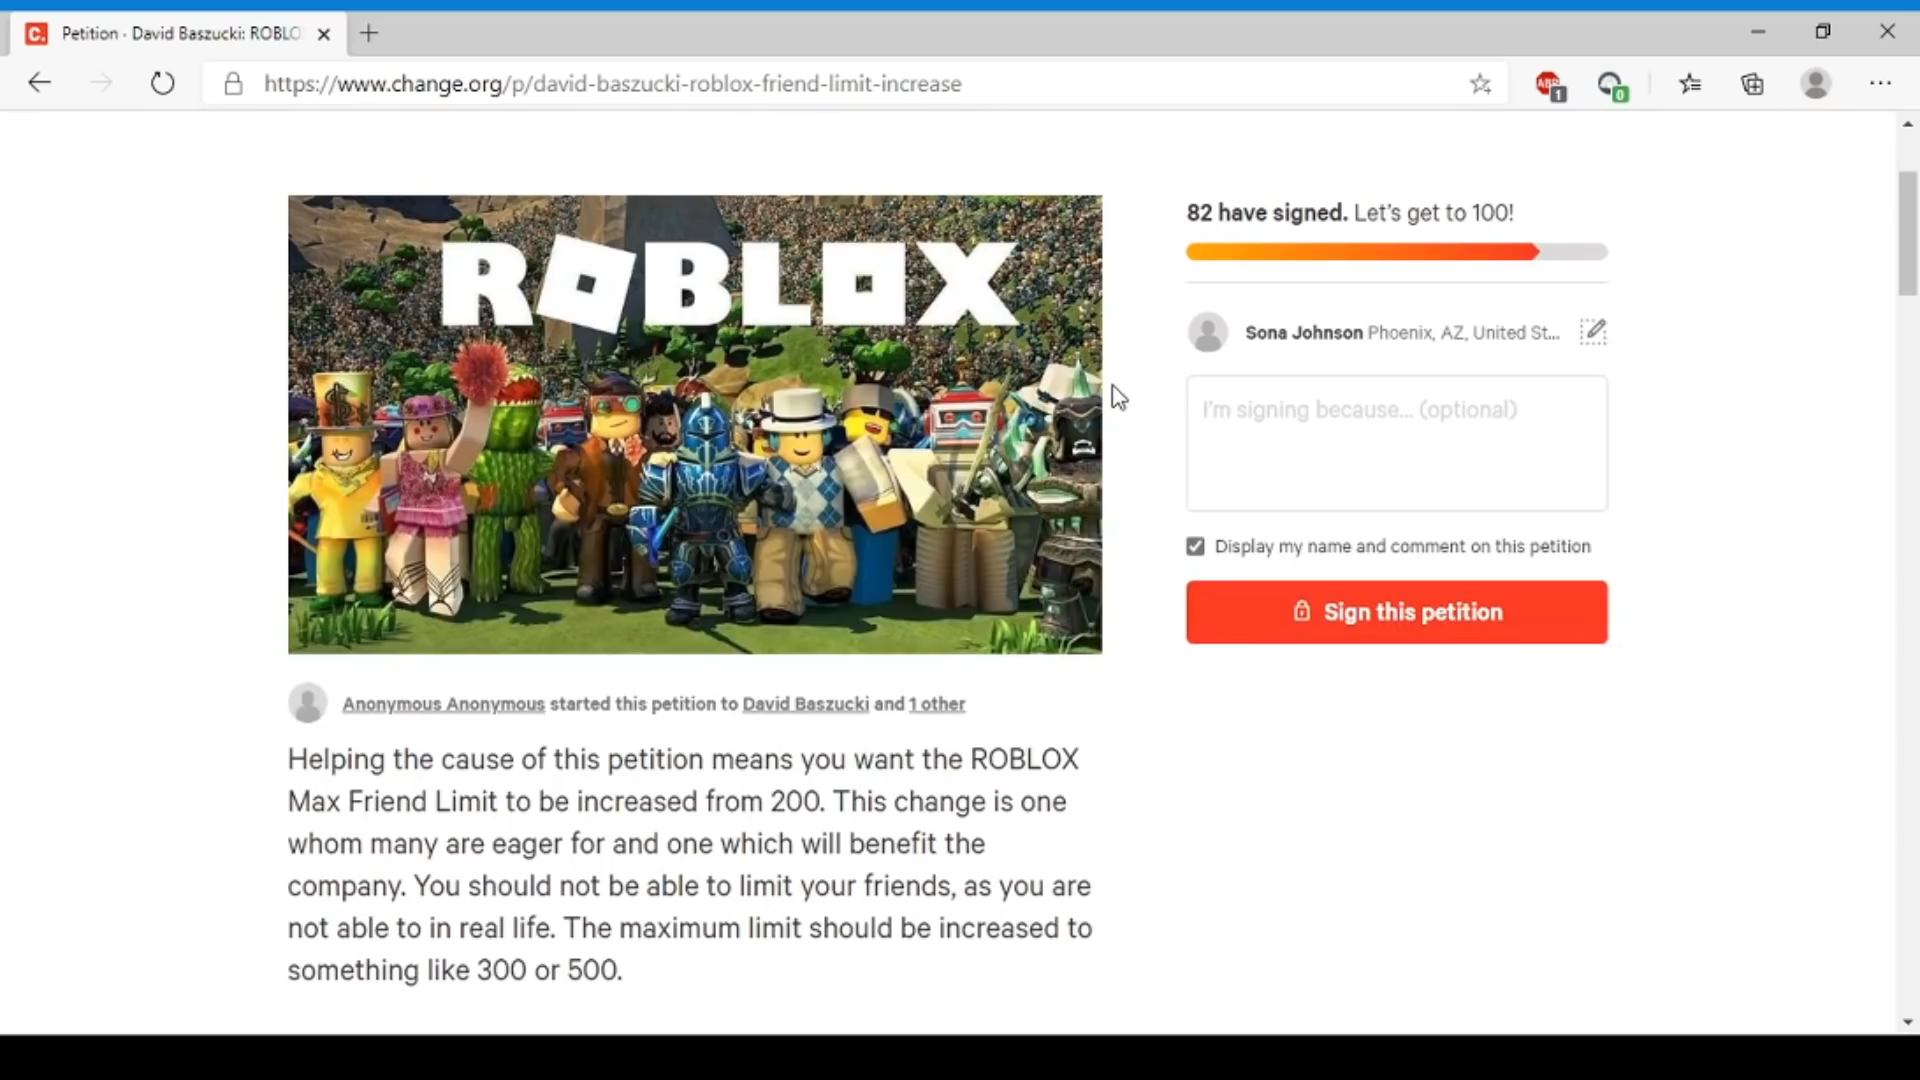 Petition · David Baszucki: ROBLO
https://www.change.org/p/david-baszucki-roblox-friend-limit-increase
ABP
1
0
ROBLOX
82 have signed. Let's get to 100!
Sona Johnson Phoenix, AZ, United St...
I'm signing because... (optional)
Display my name and comment on this petition
Sign this petition
Anonymous Anonymous started this petition to David Baszucki and 1 other
Helping the cause of this petition means you want the ROBLOX
Max Friend Limit to be increased from 200. This change is one
whom many are eager for and one which will benefit the
company. You should not be able to limit your friends, as you are
not able to in real life. The maximum limit should be increased to
something like 300 or 500.